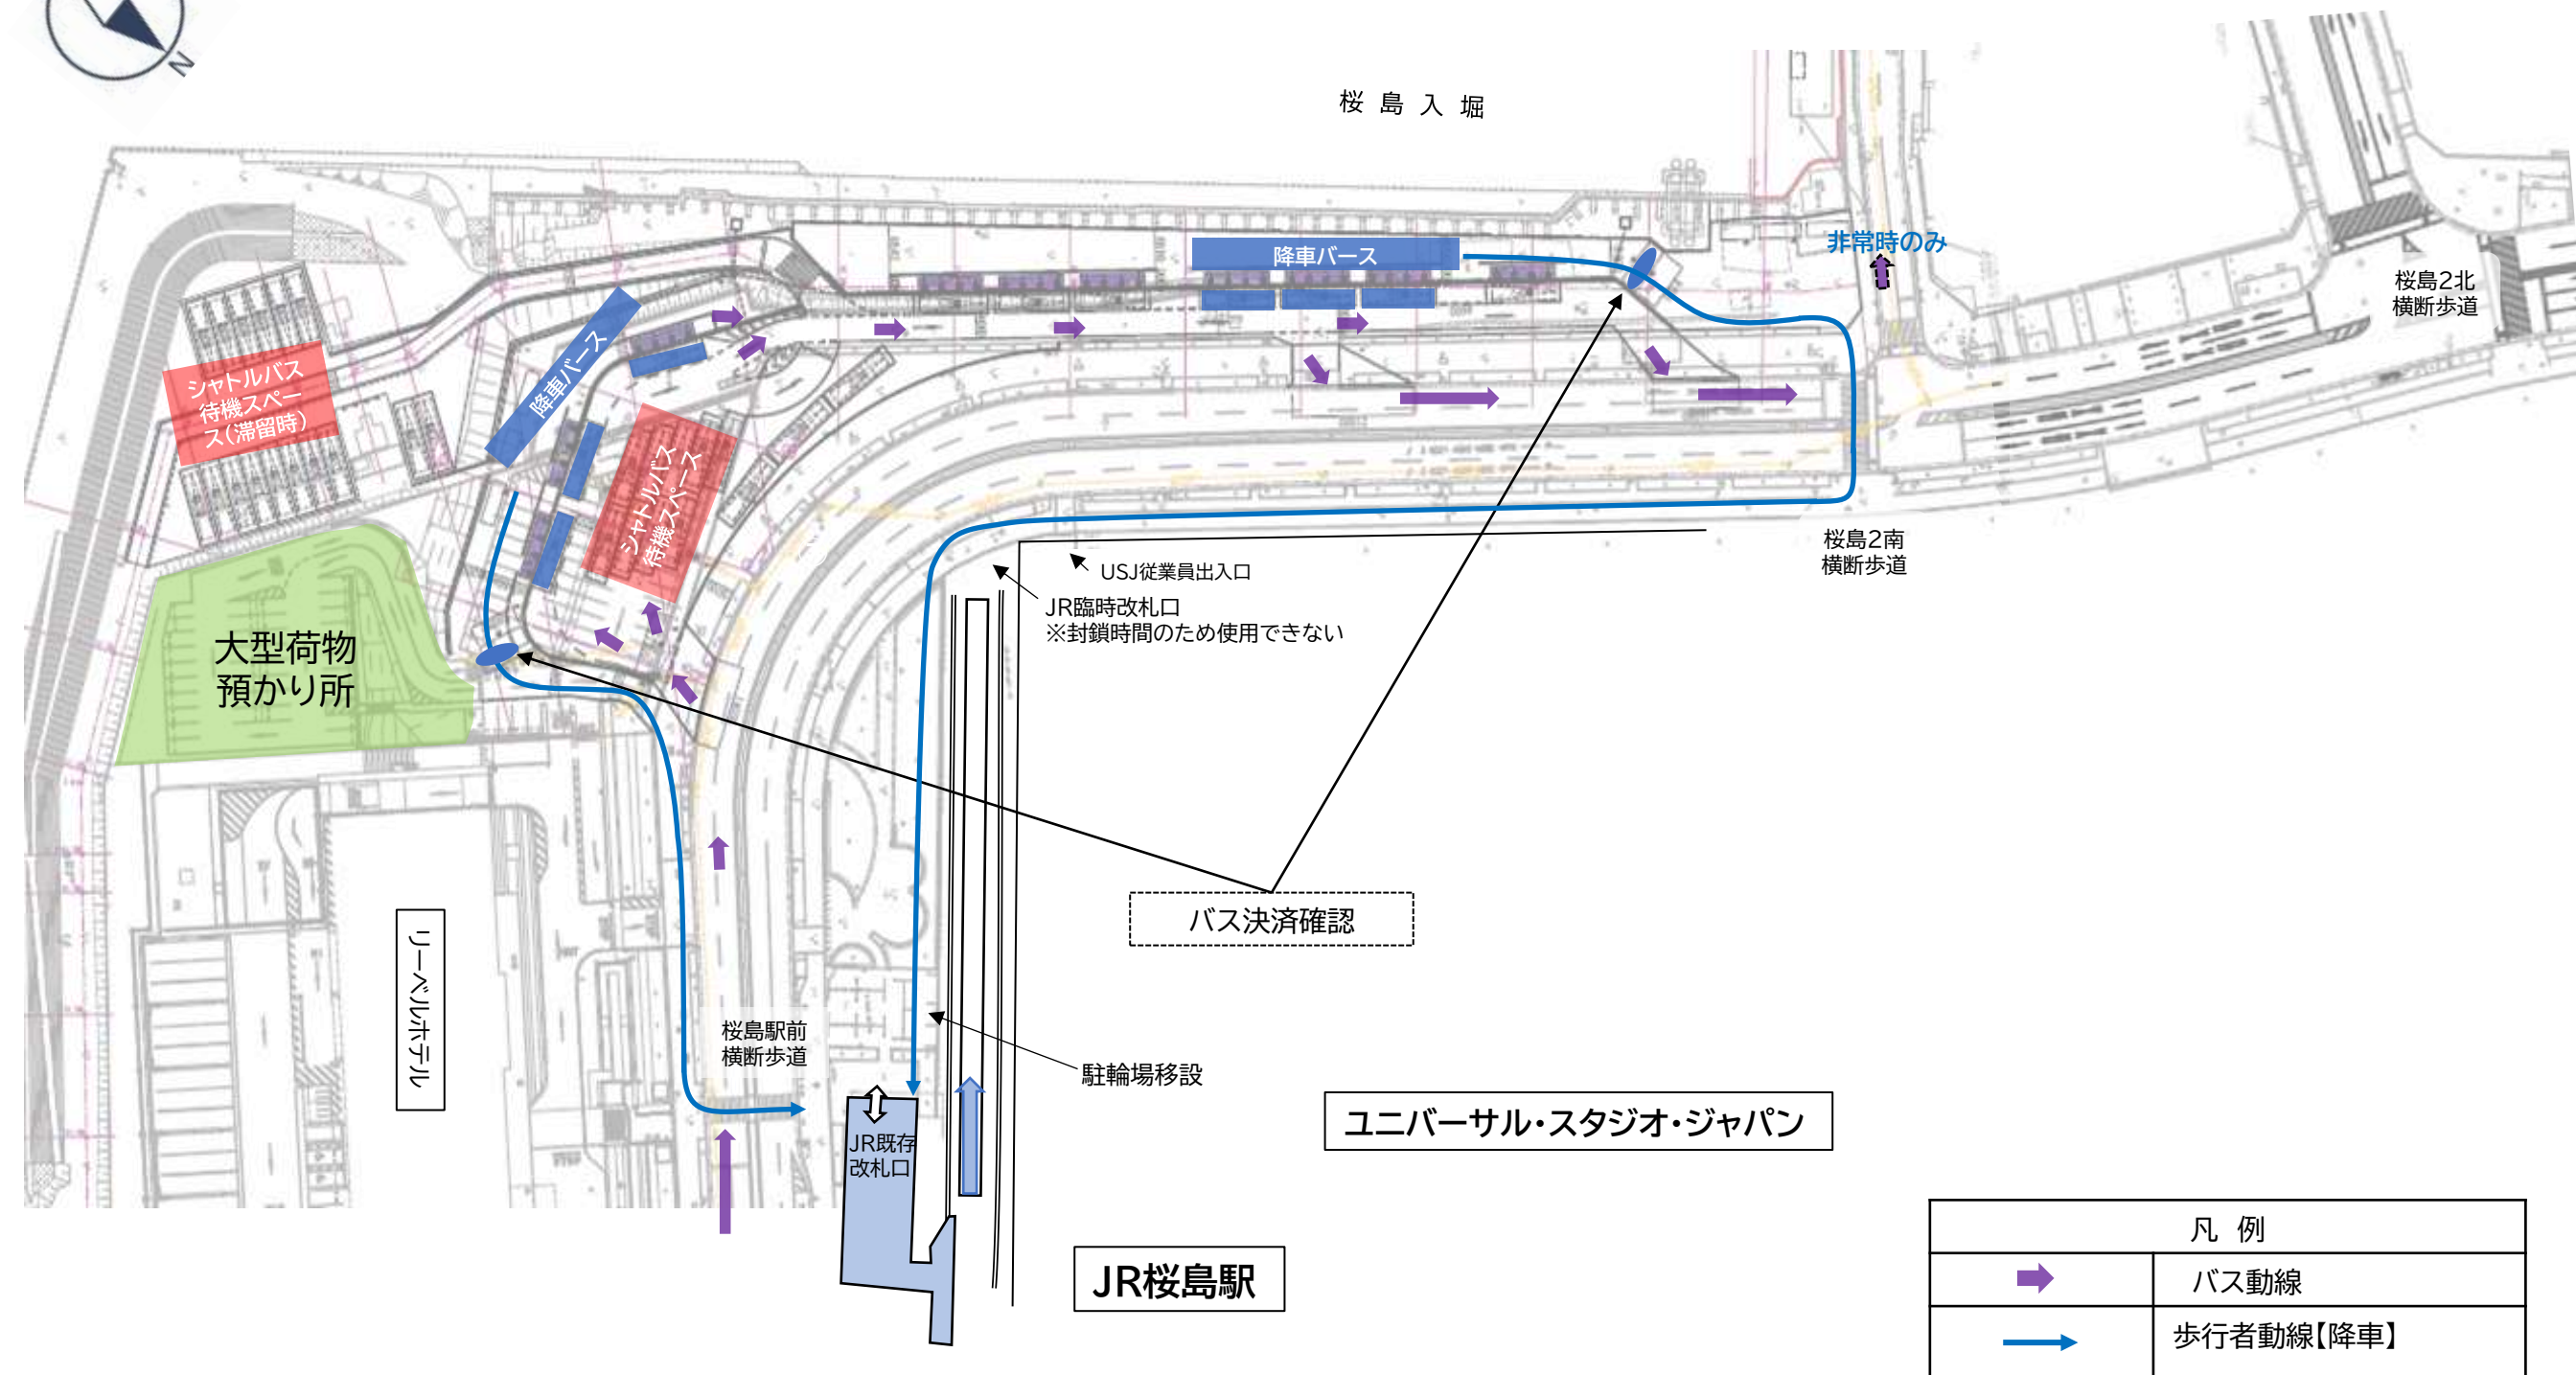 N
桜島入堀
降車バース
非常時のみ
桜島2北
横断歩道
シャトルバス
待機スペー
ス(滞留時)
降車バース
シャトルバス
待機スペース
桜島2南
横断歩道
USJ従業員出入口
JR臨時改札口
※封鎖時間のため使用できない
大型荷物
預かり所
バス決済確認
リーベルホテル
桜島駅前
横断歩道
駐輪場移設
ユニバーサル・スタジオ・ジャパン
JR既存
改札口
JR桜島駅
凡 例
バス動線
歩行者動線【降車】